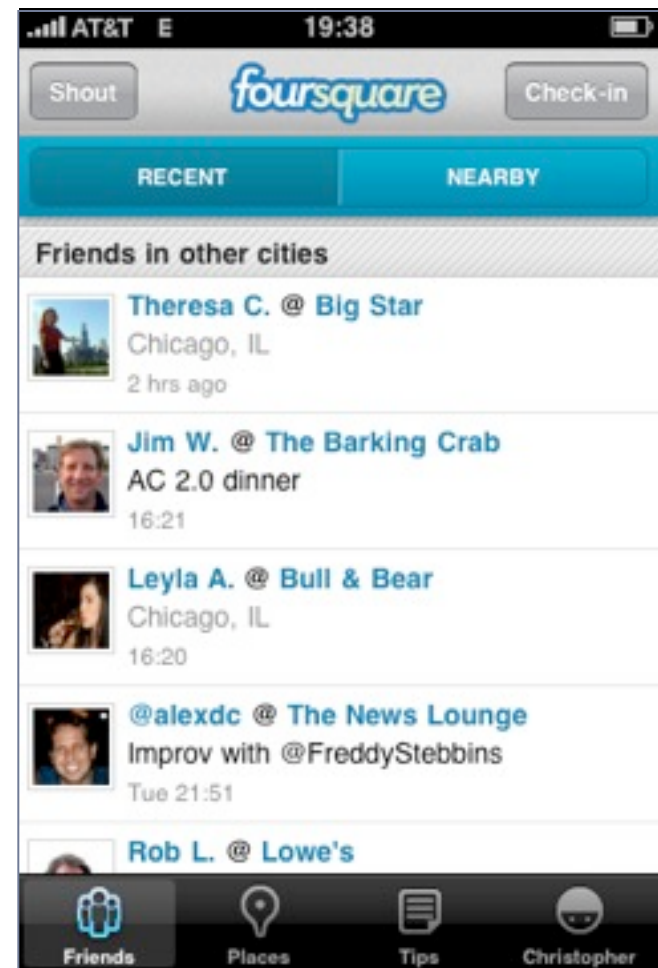 AT&T E 19:38
Shout foursquare Check-in
RECENT NEARBY
Friends in other cities
Theresa C. @ Big Star
Chicago, IL
2 hrs ago
Jim W. @ The Barking Crab
AC 2.0 dinner
16:21
Leyla A. @ Bull & Bear
Chicago, IL
16:20
@alexdc @ The News Lounge
Improv with @FreddyStebbins
Tue 21:51
Rob L. @ Lowe's
Friends Places Tips Christopher